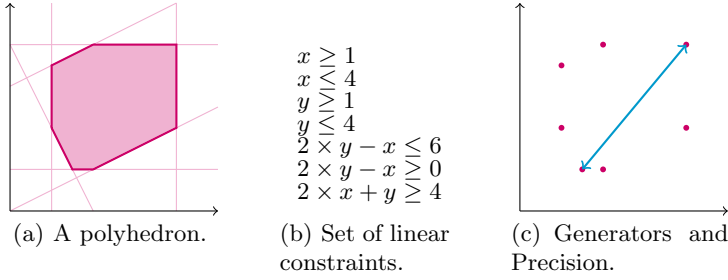 x ≥ 1
x ≤ 4
y ≥ 1
y ≤ 4
2 × y − x ≤ 6
2 × y − x ≥ 0
2 × x + y ≥ 4
(a) A polyhedron.
(b) Set of linear
constraints.
(c) Generators and
Precision.